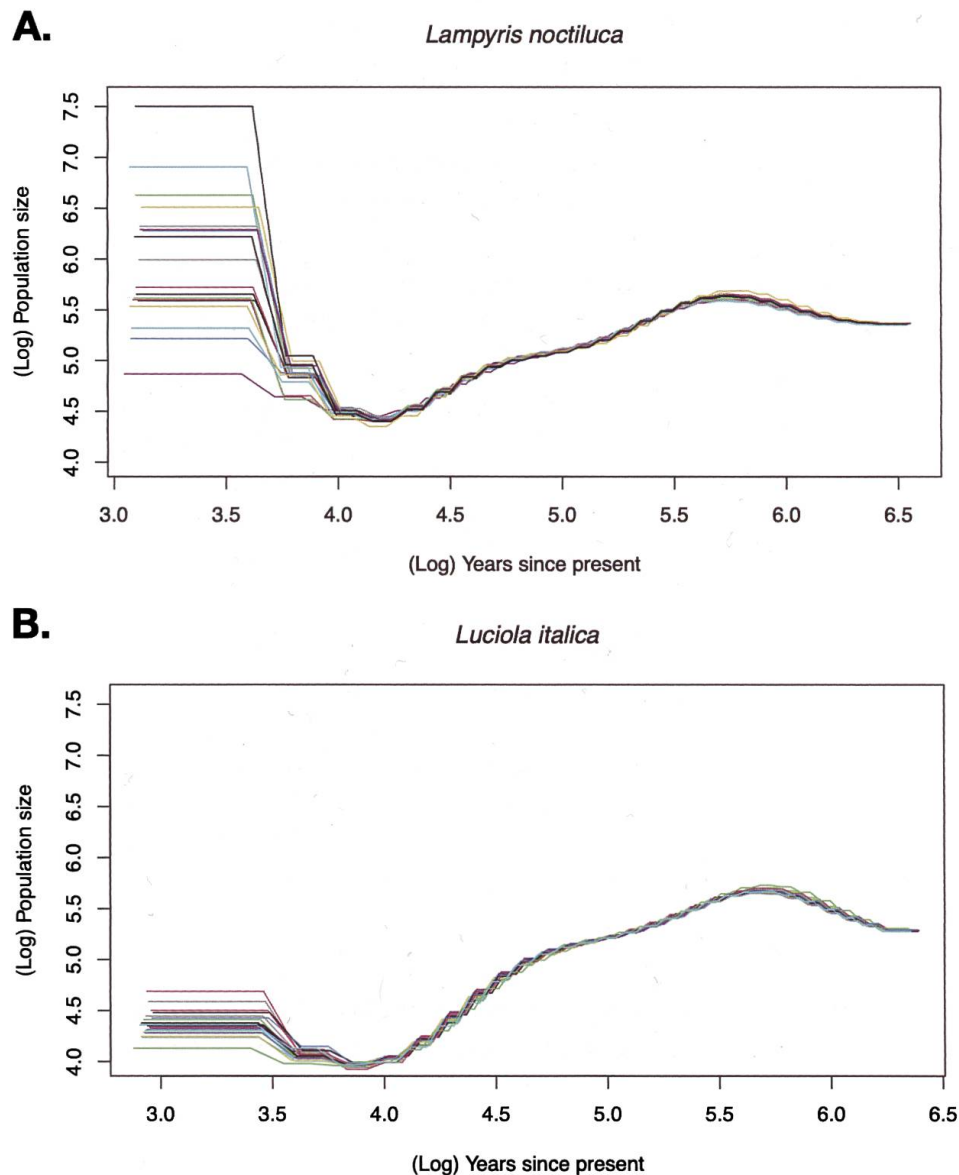 A.
Lampyris noctiluca
(Log) Population size
7.5
7.0
6.5
6.0
5.5
5.0
4.5
4.0
3.0 3.5 4.0 4.5 5.0 5.5 6.0 6.5
(Log) Years since present
B.
Luciola italica
(Log) Population size
7.5
7.0
6.5
6.0
5.5
5.0
4.5
4.0
3.0 3.5 4.0 4.5 5.0 5.5 6.0 6.5
(Log) Years since present